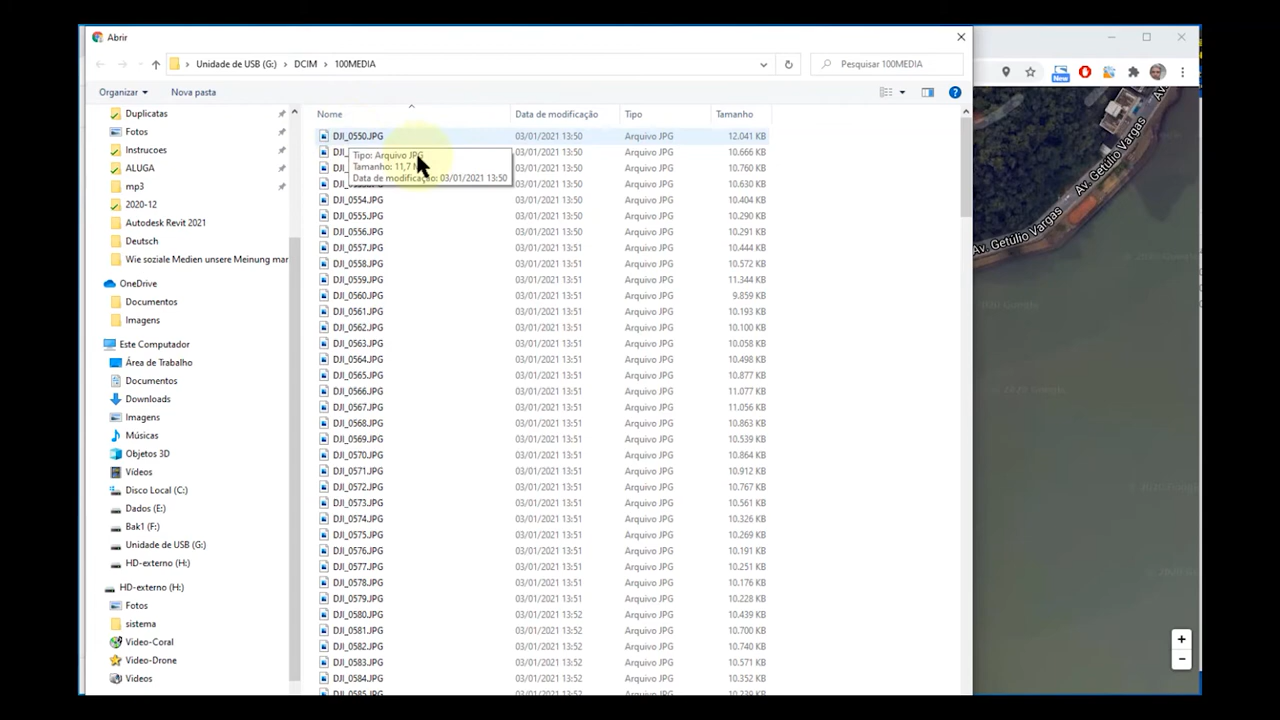 Abrir
Unidade de USB (G:) DCIM 100MEDIA
Pesquisar 100MEDIA
Organizar
Nova pasta
New
Duplicatas
Fotos
Instrucoes
ALUGA
mp3
2020-12
Autodesk Revit 2021
Deutsch
Wie soziale Medien unsere Meinung mar
OneDrive
Documentos
Imagens
Este Computador
Área de Trabalho
Documentos
Downloads
Imagens
Músicas
Objetos 3D
Vídeos
Disco Local (C:)
Dados (E:)
Bak1 (F:)
Unidade de USB (G:)
HD-externo (H:)
HD-externo (H:)
Fotos
sistema
Video-Coral
Video-Drone
Videos
Nome Data de modificação Tipo Tamanho
DJI_0550.JPG 03/01/2021 13:50 Arquivo JPG 12.041 KB
DJI_ 03/01/2021 13:50 Arquivo JPG 10.666 KB
DJI_ 03/01/2021 13:50 Arquivo JPG 10.760 KB
03/01/2021 13:50 Arquivo JPG 10.630 KB
Tipo: Arquivo JPG
Tamanho: 11,7
Data de modificação: 03/01/2021 13:50
DJI_0554.JPG 03/01/2021 13:50 Arquivo JPG 10.404 KB
DJI_0555.JPG 03/01/2021 13:50 Arquivo JPG 10.290 KB
DJI_0556.JPG 03/01/2021 13:50 Arquivo JPG 10.291 KB
DJI_0557.JPG 03/01/2021 13:51 Arquivo JPG 10.444 KB
DJI_0558.JPG 03/01/2021 13:51 Arquivo JPG 10.572 KB
DJI_0559.JPG 03/01/2021 13:51 Arquivo JPG 11.344 KB
DJI_0560.JPG 03/01/2021 13:51 Arquivo JPG 9.859 KB
DJI_0561.JPG 03/01/2021 13:51 Arquivo JPG 10.193 KB
DJI_0562.JPG 03/01/2021 13:51 Arquivo JPG 10.100 KB
DJI_0563.JPG 03/01/2021 13:51 Arquivo JPG 10.058 KB
DJI_0564.JPG 03/01/2021 13:51 Arquivo JPG 10.498 KB
DJI_0565.JPG 03/01/2021 13:51 Arquivo JPG 10.877 KB
DJI_0566.JPG 03/01/2021 13:51 Arquivo JPG 11.077 KB
DJI_0567.JPG 03/01/2021 13:51 Arquivo JPG 11.056 KB
DJI_0568.JPG 03/01/2021 13:51 Arquivo JPG 10.863 KB
DJI_0569.JPG 03/01/2021 13:51 Arquivo JPG 10.539 KB
DJI_0570.JPG 03/01/2021 13:51 Arquivo JPG 10.864 KB
DJI_0571.JPG 03/01/2021 13:51 Arquivo JPG 10.912 KB
DJI_0572.JPG 03/01/2021 13:51 Arquivo JPG 10.767 KB
DJI_0573.JPG 03/01/2021 13:51 Arquivo JPG 10.561 KB
DJI_0574.JPG 03/01/2021 13:51 Arquivo JPG 10.326 KB
DJI_0575.JPG 03/01/2021 13:51 Arquivo JPG 10.269 KB
DJI_0576.JPG 03/01/2021 13:51 Arquivo JPG 10.191 KB
DJI_0577.JPG 03/01/2021 13:51 Arquivo JPG 10.251 KB
DJI_0578.JPG 03/01/2021 13:51 Arquivo JPG 10.176 KB
DJI_0579.JPG 03/01/2021 13:51 Arquivo JPG 10.228 KB
DJI_0580.JPG 03/01/2021 13:52 Arquivo JPG 10.439 KB
DJI_0581.JPG 03/01/2021 13:52 Arquivo JPG 10.700 KB
DJI_0582.JPG 03/01/2021 13:52 Arquivo JPG 10.740 KB
DJI_0583.JPG 03/01/2021 13:52 Arquivo JPG 10.571 KB
DJI_0584.JPG 03/01/2021 13:52 Arquivo JPG 10.239 KB
Av. Getúlio Vargas
Av. Getúlio Vargas